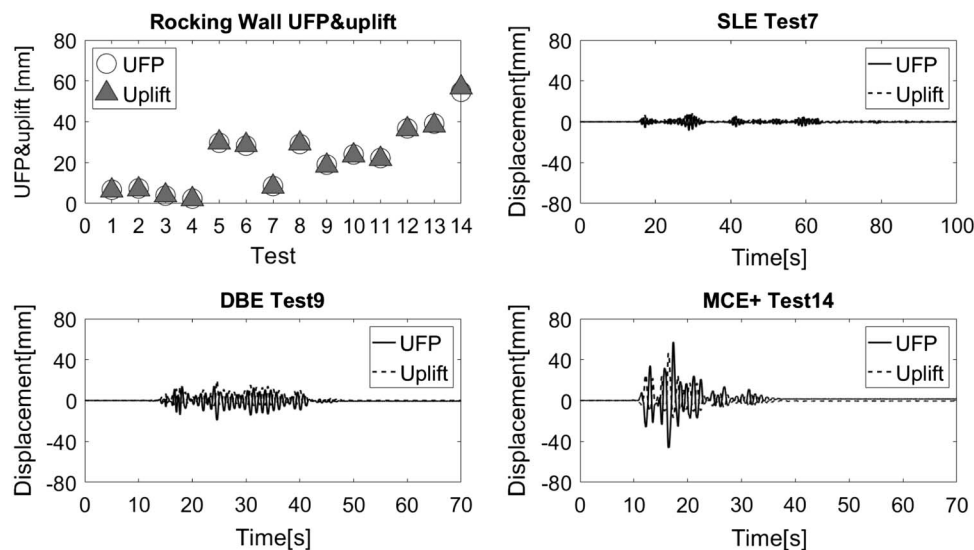 Rocking Wall UFP&uplift
UFP&uplift [mm]
80
60
40
20
0
UFP
Uplift
0 1 2 3 4 5 6 7 8 9 10 11 12 13 14
Test
SLE Test7
Displacement[mm]
80
40
0
-40
-80
UFP
Uplift
0 20 40 60 80 100
Time[s]
DBE Test9
Displacement[mm]
80
40
0
-40
-80
UFP
Uplift
0 10 20 30 40 50 60 70
Time[s]
MCE+ Test14
Displacement[mm]
80
40
0
-40
-80
UFP
Uplift
0 10 20 30 40 50 60 70
Time[s]